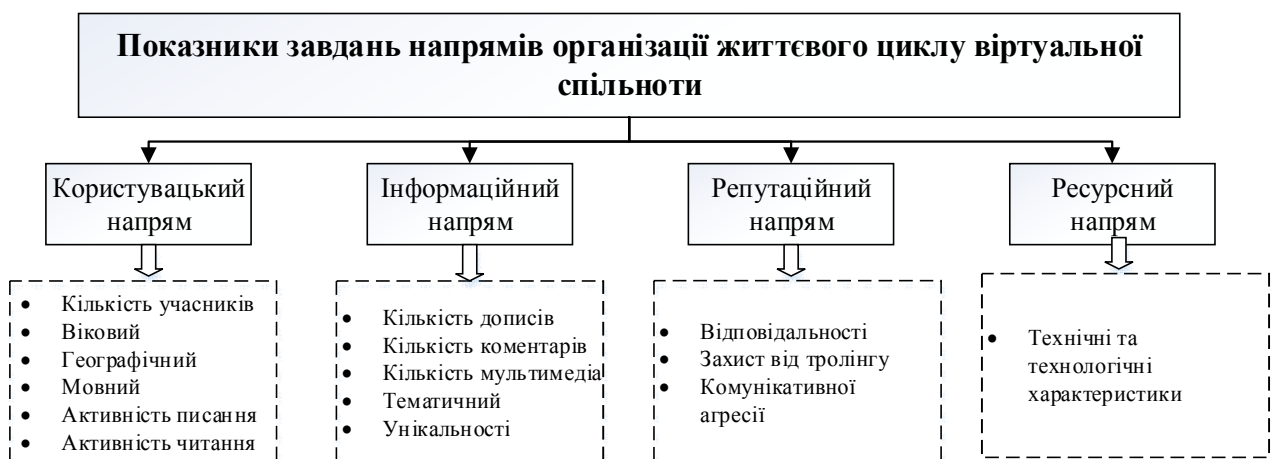 Показники завдань напрямів організації життєвого циклу віртуальної
спільноти
Користувацький
напрям
Інформаційний
напрям
Репутаційний
напрям
Ресурсний
напрям
• Кількість учасників
• Віковий
• Географічний
• Мовний
• Активність писання
• Активність читання
• Кількість дописів
• Кількість коментарів
• Кількість мультимедіа
• Тематичний
• Унікальності
• Відповідальності
• Захист від тролінгу
• Комунікативної
агресії
• Технічні та
технологічні
характеристики